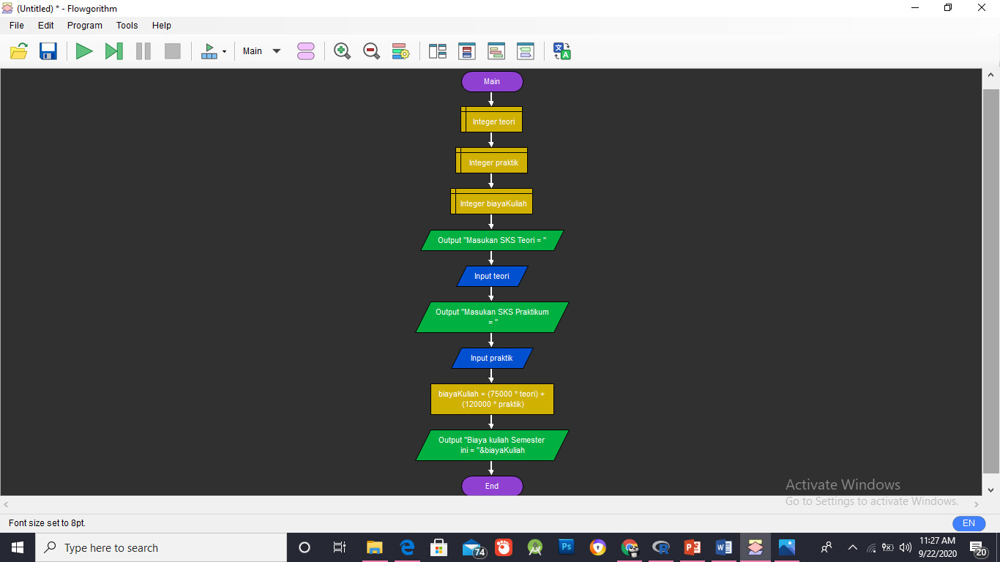 (Untitled) * - Flowgorithm
File Edit Program Tools Help
Main
Main
Integer teori
Integer praktik
Integer biayaKuliah
Output "Masukan SKS Teori = "
Input teori
Output "Masukan SKS Praktikum
= "
Input praktik
biayaKuliah = (75000 * teori) +
(120000 * praktik)
Output "Biaya kuliah Semester
ini = "&biayaKuliah
End
Activate Windows
Go to Settings to activate Windows.
Font size set to 8pt.
EN
Type here to search
74
Ps
11:27 AM
9/22/2020
20